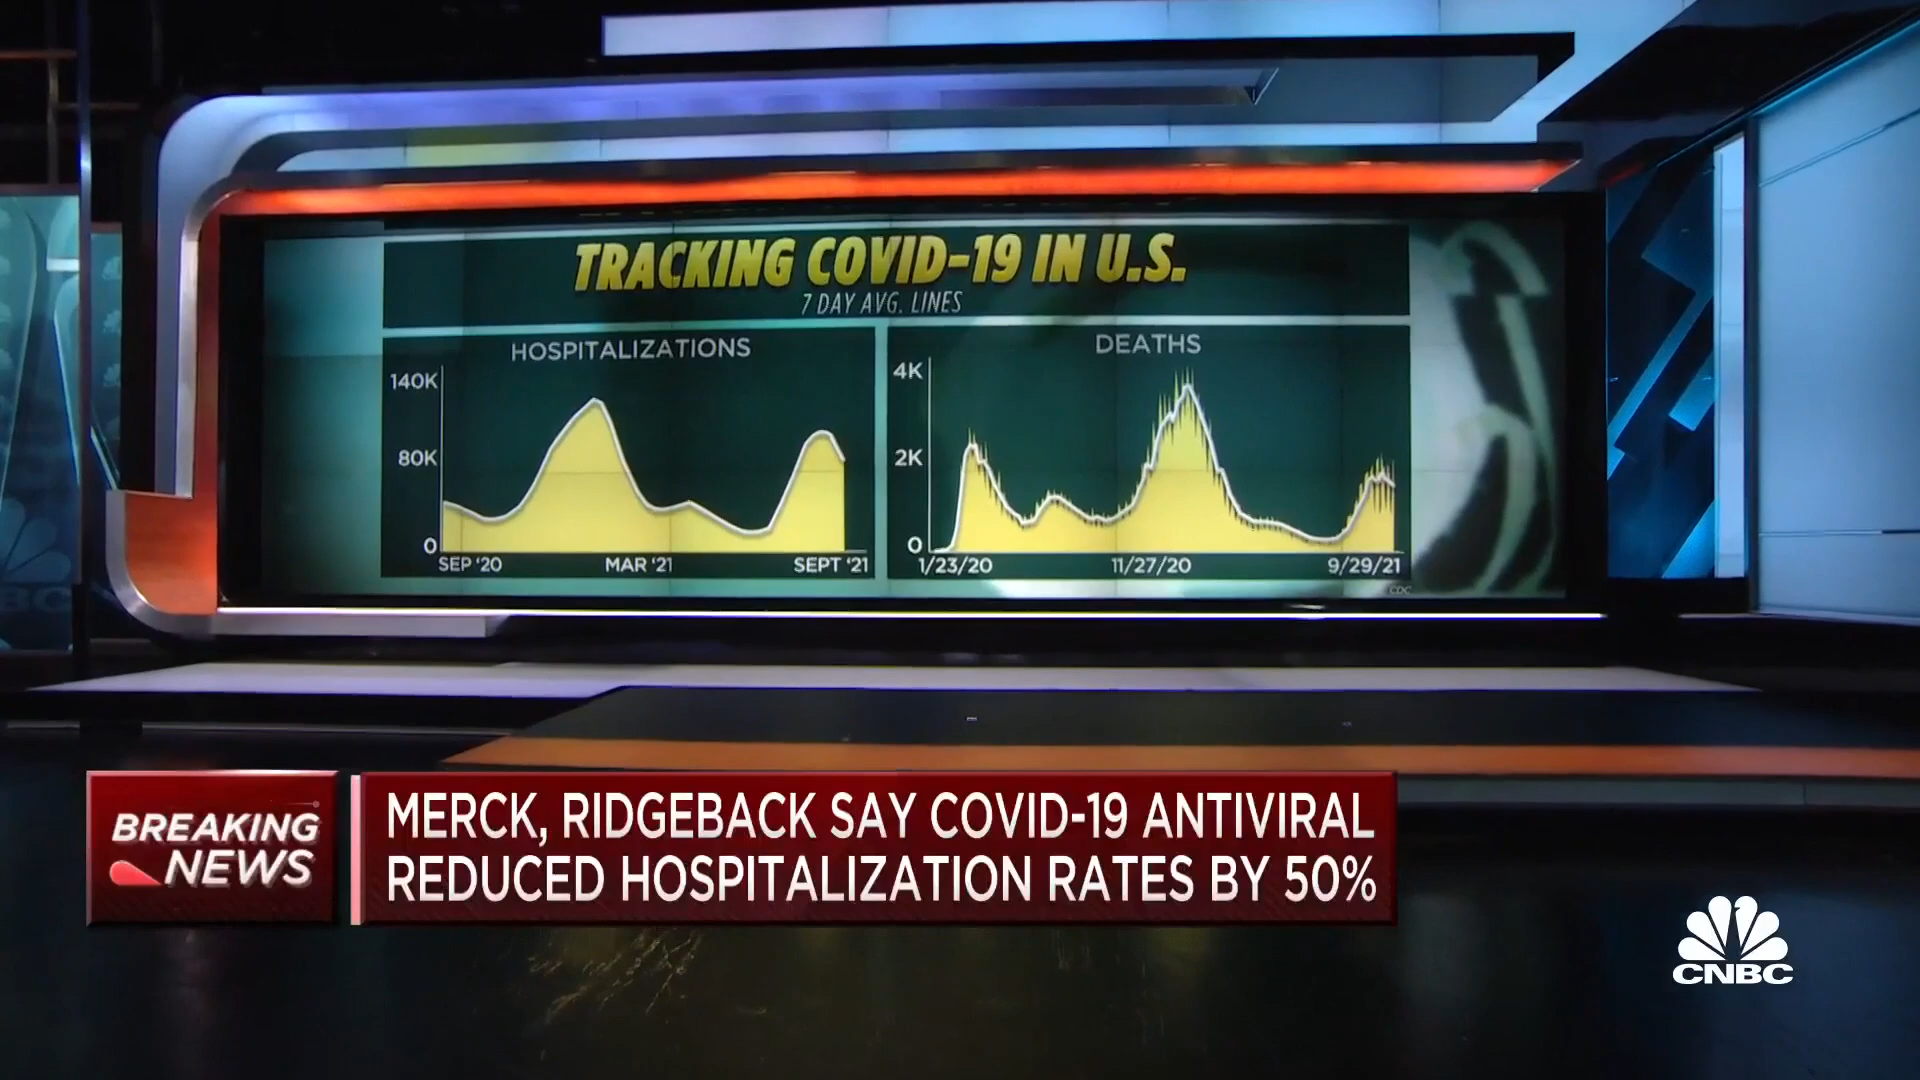 TRACKING COVID-19 IN U.S.
7 DAY AVG. LINES
HOSPITALIZATIONS
140K
80K
0
SEP '20
MAR '21
SEPT '21
DEATHS
4K
2K
0
1/23/20
11/27/20
9/29/21
CDC
BREAKING
NEWS
MERCK, RIDGEBACK SAY COVID-19 ANTIVIRAL
REDUCED HOSPITALIZATION RATES BY 50%
CNBC